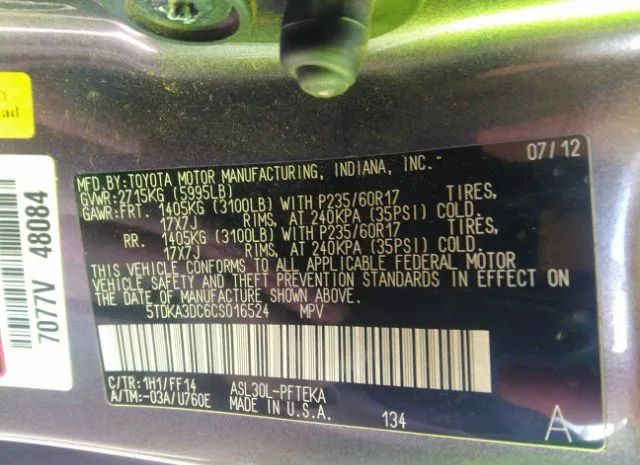 ad
7077V 48084
07/12
MFD.BY:TOYOTA MOTOR MANUFACTURING, INDIANA, INC.
GVWR:2715KG (5995LB)
GAWR:FRT. 1405KG (3100LB) WITH P235/60R17 TIRES,
17X7J RIMS, AT 240KPA (35PSI) COLD.
RR. 1405KG (3100LB) WITH P235/60R17 TIRES,
17X7J RIMS, AT 240KPA (35PSI) COLD.
THIS VEHICLE CONFORMS TO ALL APPLICABLE FEDERAL MOTOR
VEHICLE SAFETY AND THEFT PREVENTION STANDARDS IN EFFECT ON
THE DATE OF MANUFACTURE SHOWN ABOVE.
5TDKA3DC6CS016524 MPV
C/TR:1H1/FF14 ASL30L-PFTEKA
A/TM:-03A/U760E MADE IN U.S.A. 134 A